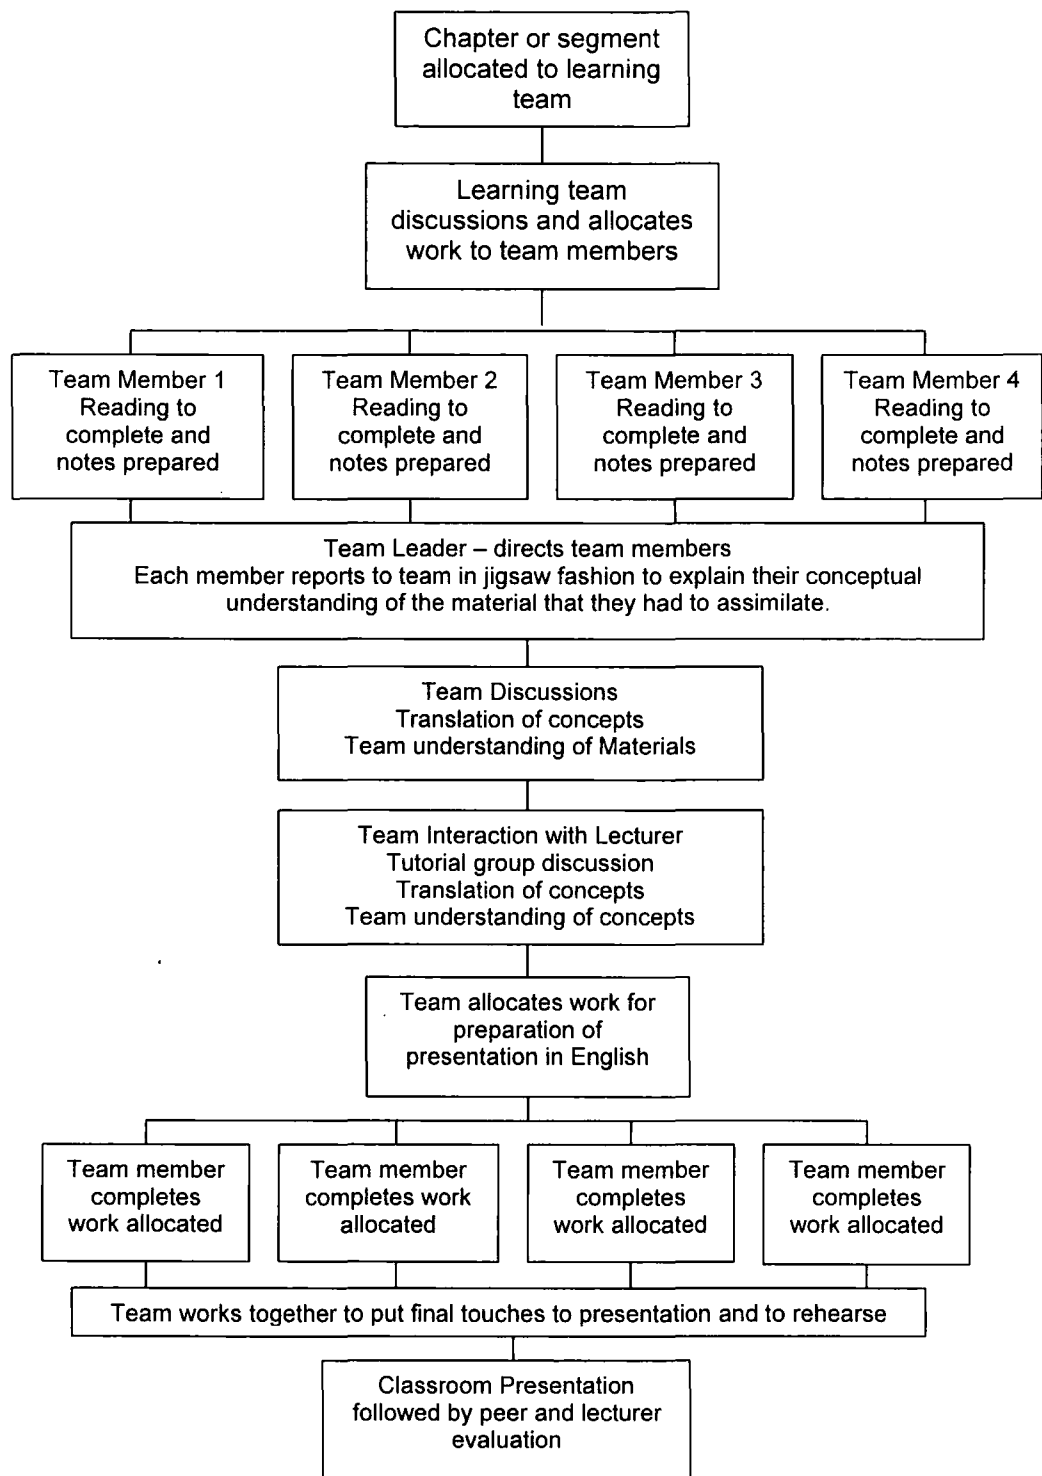 Chapter or segment
allocated to learning
team
Learning team
discussions and allocates
work to team members
Team Member 1
Reading to
complete and
notes prepared
Team Member 2
Reading to
complete and
notes prepared
Team Member 3
Reading to
complete and
notes prepared
Team Member 4
Reading to
complete and
notes prepared
Team Leader – directs team members
Each member reports to team in jigsaw fashion to explain their conceptual
understanding of the material that they had to assimilate.
Team Discussions
Translation of concepts
Team understanding of Materials
Team Interaction with Lecturer
Tutorial group discussion
Translation of concepts
Team understanding of concepts
Team allocates work for
preparation of
presentation in English
Team member
completes
work allocated
Team member
completes work
allocated
Team member
completes
work allocated
Team member
completes
work allocated
Team works together to put final touches to presentation and to rehearse
Classroom Presentation
followed by peer and lecturer
evaluation